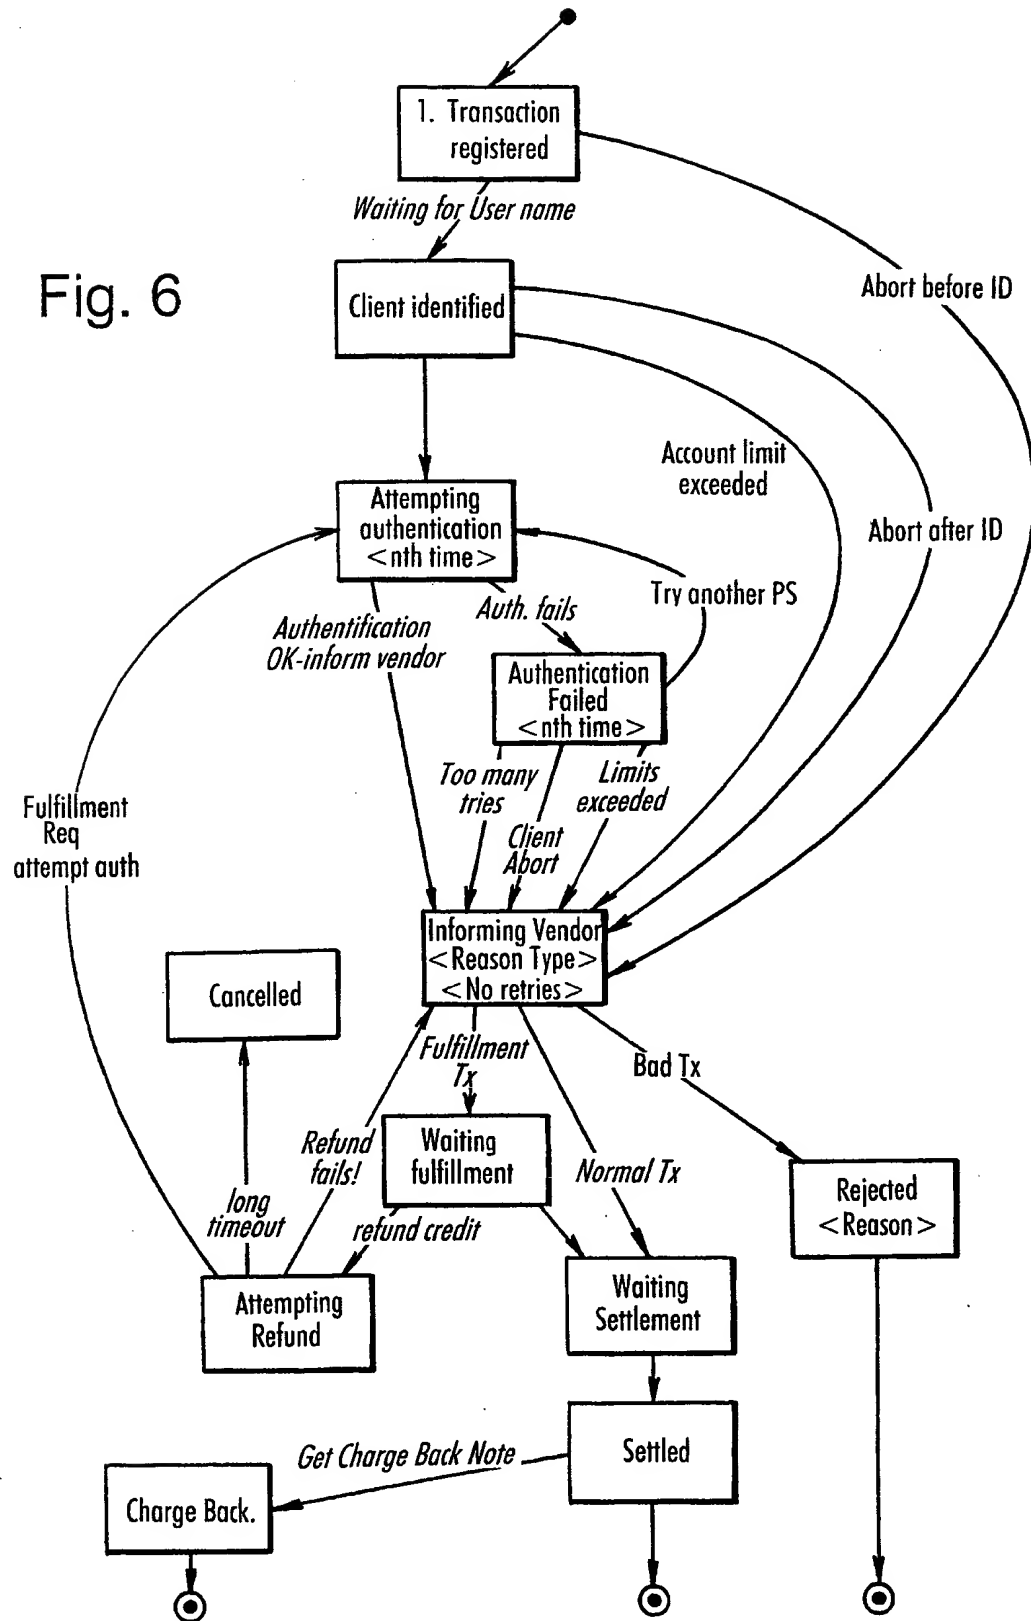 1. Transaction
registered
Waiting for User name
Fig. 6
Client identified
Abort before ID
Account limit
exceeded
Attempting
authentication
<nth time>
Abort after ID
Try another PS
Auth. fails
Authentification
OK-inform vendor
Authentication
Failed
<nth time>
Too many
tries
Limits
exceeded
Client
Abort
Fulfillment
Req
attempt auth
Informing Vendor
<Reason Type>
<No retries>
Cancelled
Fulfillment
Tx
Bad Tx
Refund
fails!
Waiting
fulfillment
Normal Tx
Rejected
<Reason>
long
timeout
refund credit
Attempting
Refund
Waiting
Settlement
Settled
Get Charge Back Note
Charge Back.